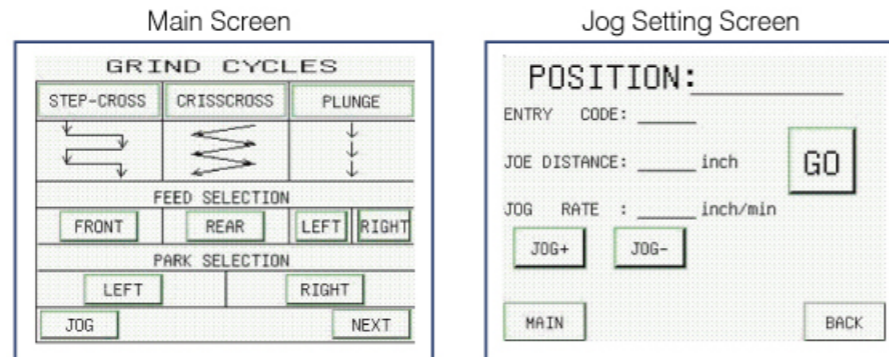 Main Screen
GRIND CYCLES
STEP-CROSS CRISSCROSS PLUNGE
FEED SELECTION
FRONT REAR LEFT RIGHT
PARK SELECTION
LEFT RIGHT
JOG NEXT
Jog Setting Screen
POSITION:
ENTRY CODE:
JOE DISTANCE: inch
GO
JOG RATE : inch/min
JOG+ JOG-
MAIN BACK